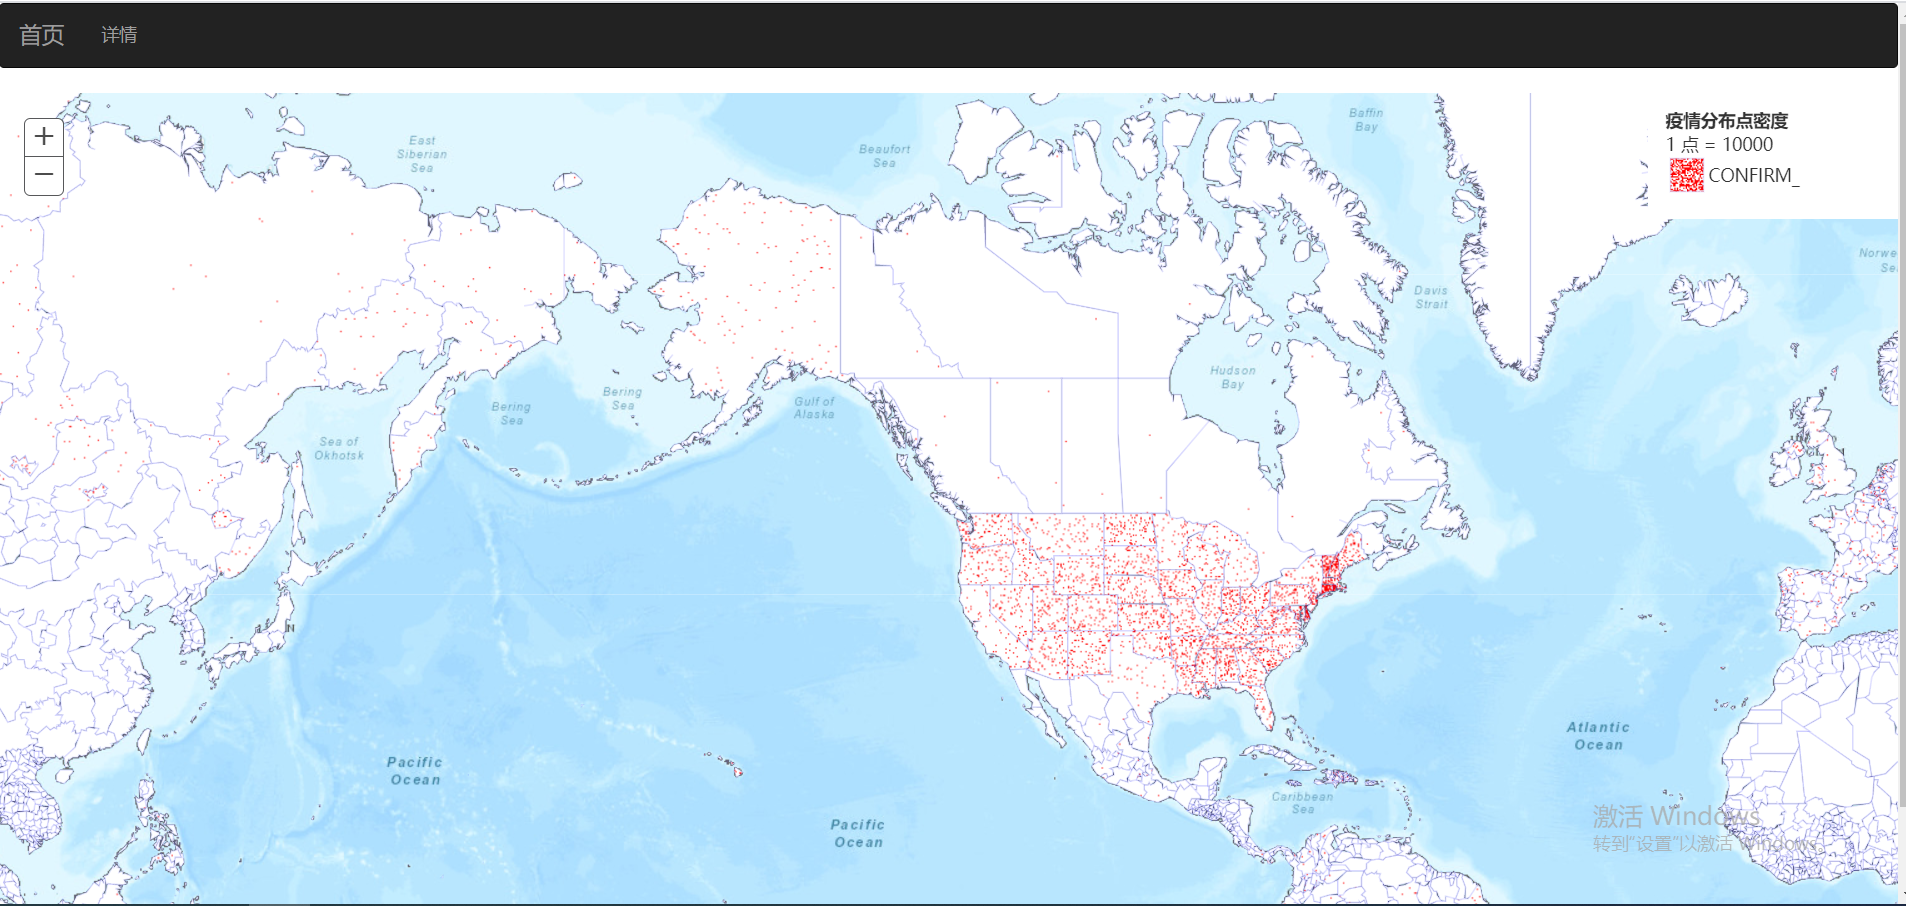 首页
详情
+
−
疫情分布点密度
1 点 = 10000
CONFIRM_
East
Siberian
Sea
Beaufort
Sea
Baffin
Bay
Norwe
Se
Davis
Strait
Hudson
Bay
Bering
Sea
Bering
Sea
Gulf of
Alaska
Sea of
Okhotsk
N
Pacific
Ocean
Pacific
Ocean
Atlantic
Ocean
Caribbean
Sea
激活 Windows
转到"设置"以激活 Windows。